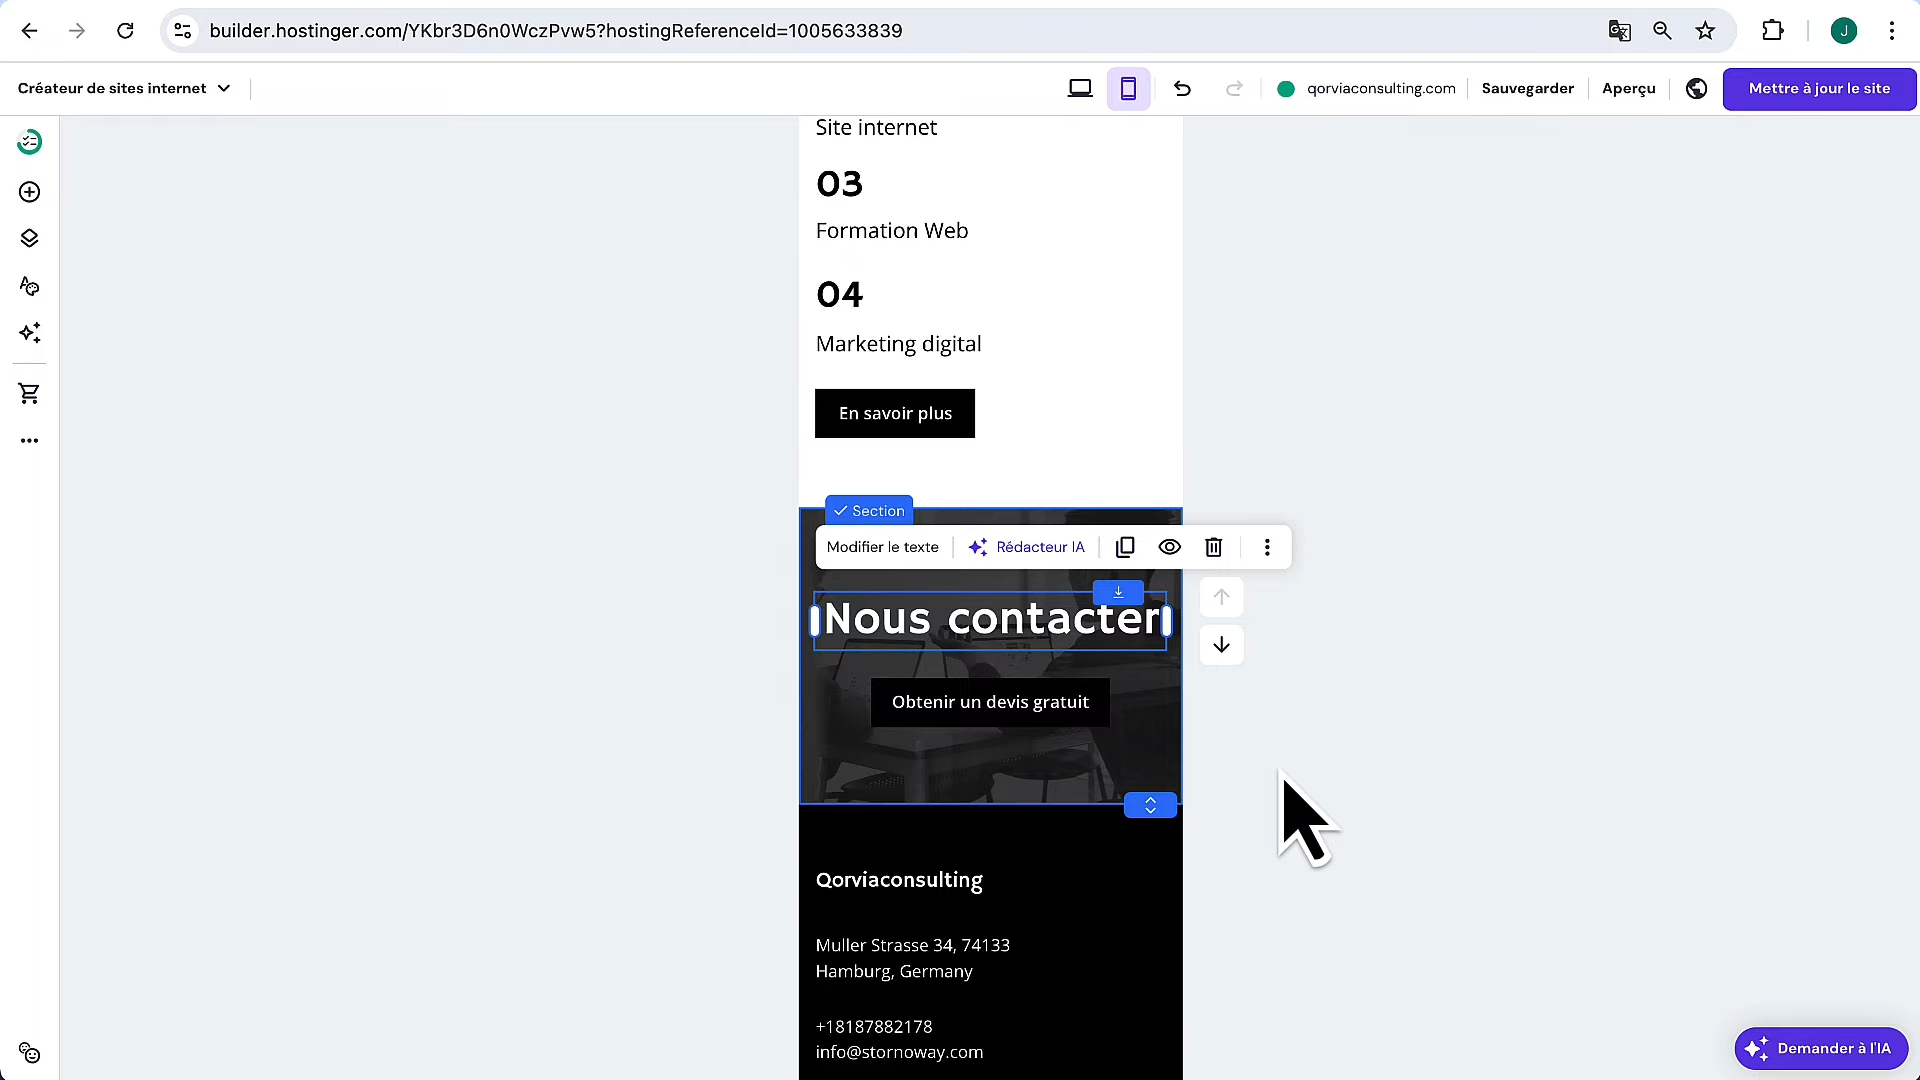 builder.hostinger.com/YKbr3D6n0WczPvw5?hostingReferenceId=1005633839
J
Créateur de sites internet
qorviaconsulting.com
Sauvegarder
Aperçu
Mettre à jour le site
Site internet
03
Formation Web
04
Marketing digital
En savoir plus
Section
Modifier le texte
Rédacteur IA
Nous contacter
Obtenir un devis gratuit
Qorviaconsulting
Muller Strasse 34, 74133
Hamburg, Germany
+18187882178
info@stornoway.com
Demander à l'IA